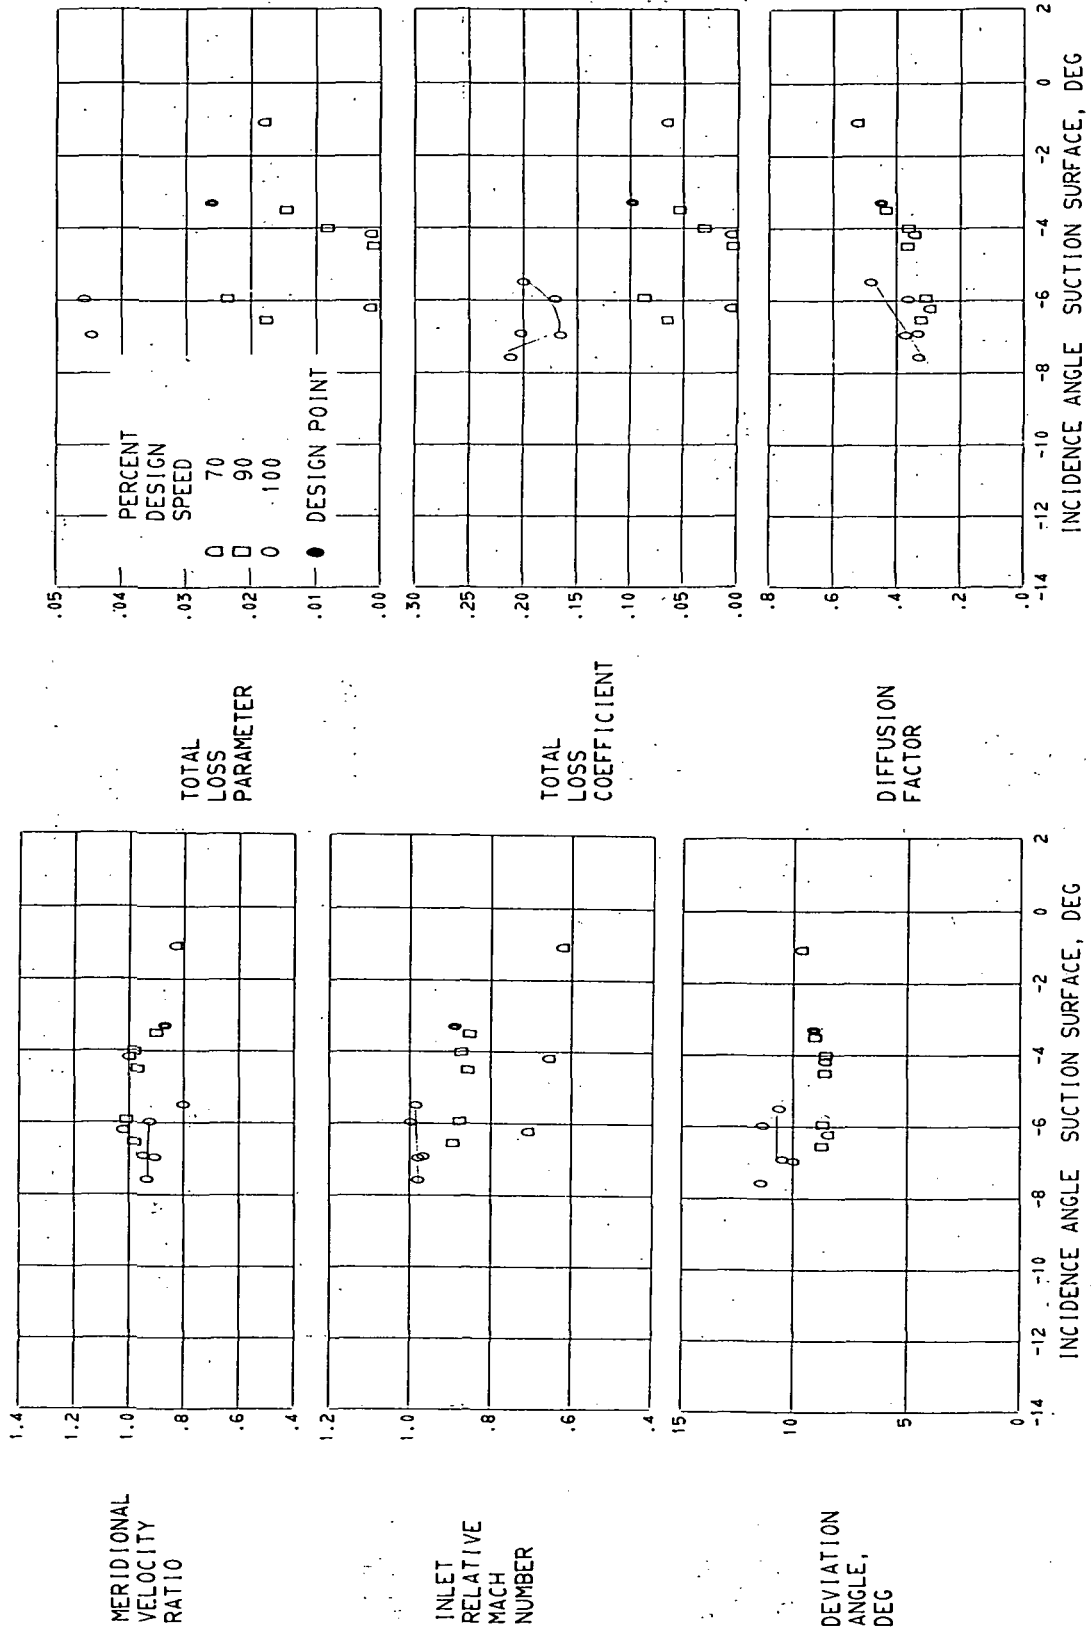 MERIDIONAL
VELOCITY
RATIO
1.4
1.2
1.0
.8
.6
.4
INLET
RELATIVE
MACH
NUMBER
1.2
1.0
.8
.6
.4
DEVIATION
ANGLE,
DEG
15
10
5
0
-14 -12 -10 -8 -6 -4 -2 0 2
INCIDENCE ANGLE SUCTION SURFACE, DEG
TOTAL
LOSS
PARAMETER
.05
.04
.03
.02
.01
.00
PERCENT
DESIGN
SPEED
70
90
100
DESIGN POINT
TOTAL
LOSS
COEFFICIENT
.30
.25
.20
.15
.10
.05
.00
DIFFUSION
FACTOR
.8
.6
.4
.2
.0
-14 -12 -10 -8 -6 -4 -2 0 2
INCIDENCE ANGLE SUCTION SURFACE, DEG